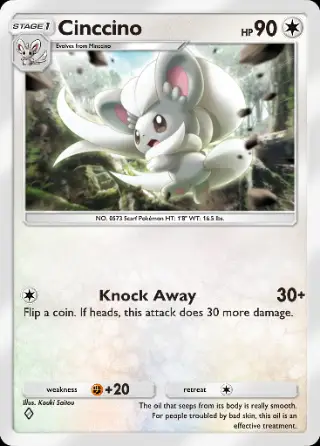 STAGE 1
Cinccino
HP 90
Evolves from Minccino
NO. 0573 Scarf Pokémon HT: 1'8" WT: 16.5 lbs.
Knock Away 30+
Flip a coin. If heads, this attack does 30 more damage.
weakness +20 retreat
Illus. Kouki Saitou
The oil that seeps from its body is really smooth.
For people troubled by bad skin, this oil is an
effective treatment.